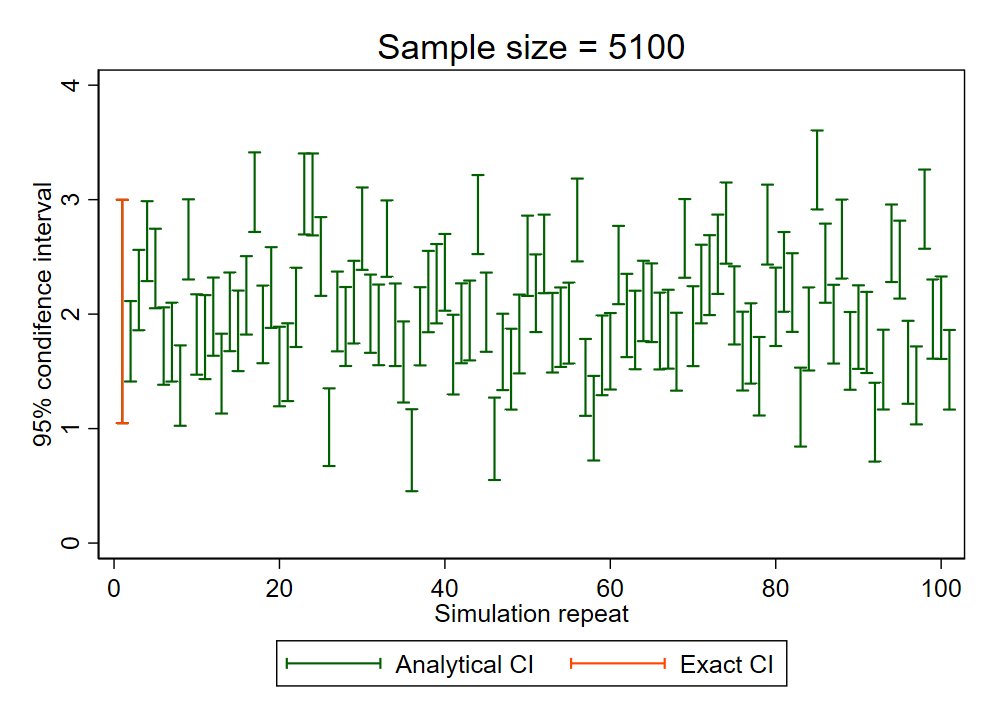 Sample size = 5100
95% condifence interval
4
3
2
1
0
0 20 40 60 80 100
Simulation repeat
Analytical CI Exact CI